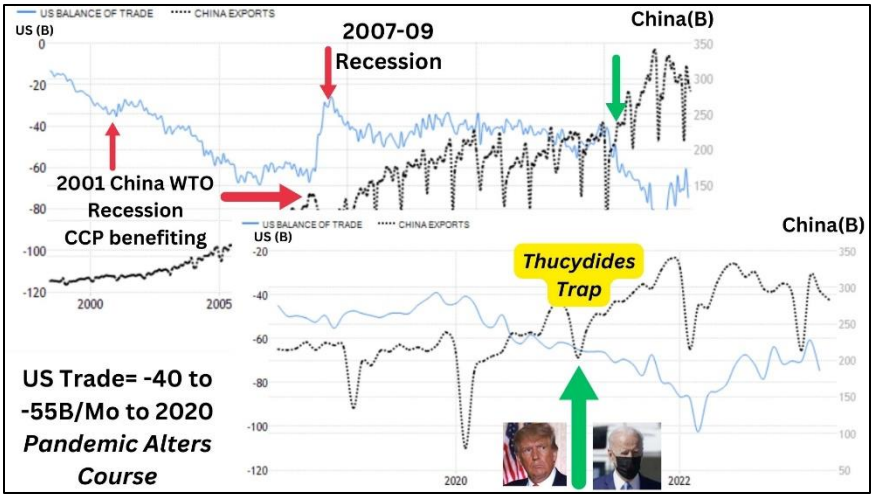 US BALANCE OF TRADE CHINA EXPORTS
US (B)
China(B)
2007-09
Recession
0
-20
-40
-60
-80
-100
-120
350
300
250
200
150
2001 China WTO
Recession
CCP benefiting
2000
2005
US BALANCE OF TRADE CHINA EXPORTS
US (B)
China(B)
Thucydides
Trap
-20
-40
-60
-80
-100
-120
350
300
250
200
150
100
50
2020
2022
US Trade= -40 to
-55B/Mo to 2020
Pandemic Alters
Course